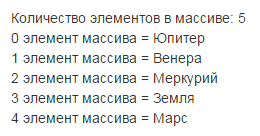 Количество элементов в массиве: 5
0 элемент массива = Юпитер
1 элемент массива = Венера
2 элемент массива = Меркурий
3 элемент массива = Земля
4 элемент массива = Марс